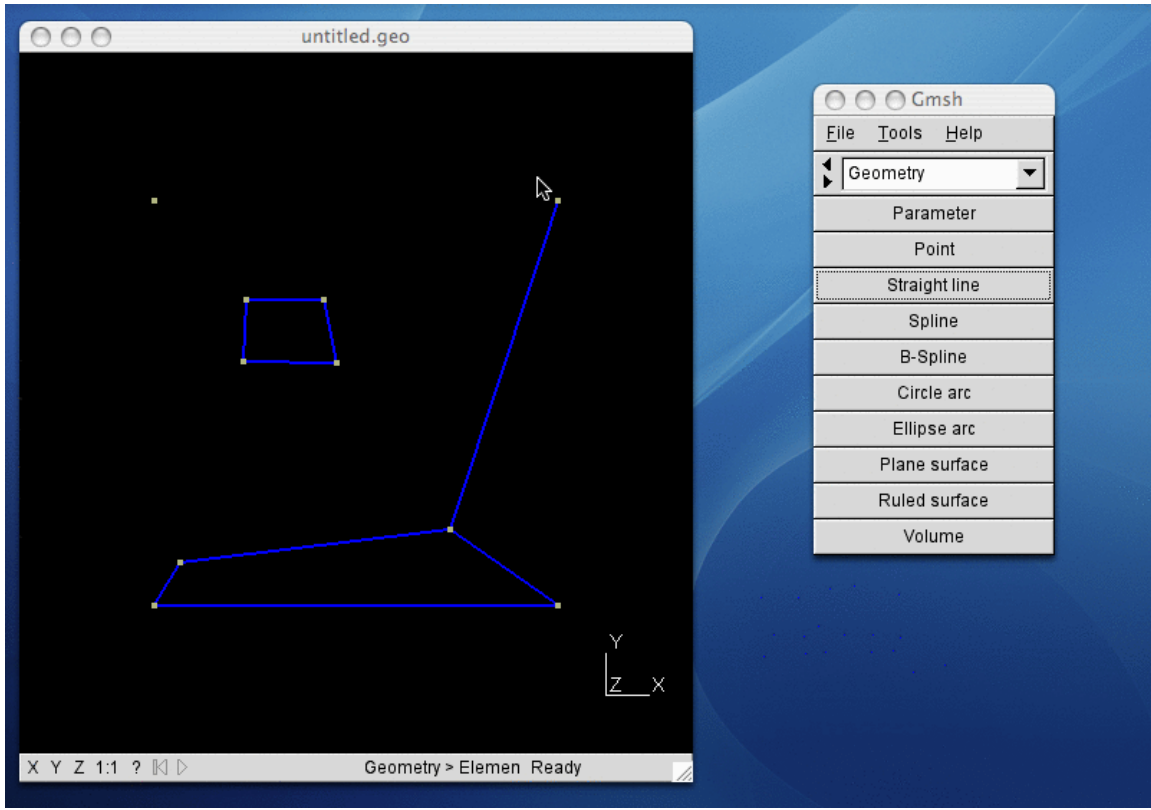 untitled.geo
Y
Z X
X Y Z 1:1 ? Geometry > Elemen Ready
Gmsh
File Tools Help
Geometry
Parameter
Point
Straight line
Spline
B-Spline
Circle arc
Ellipse arc
Plane surface
Ruled surface
Volume